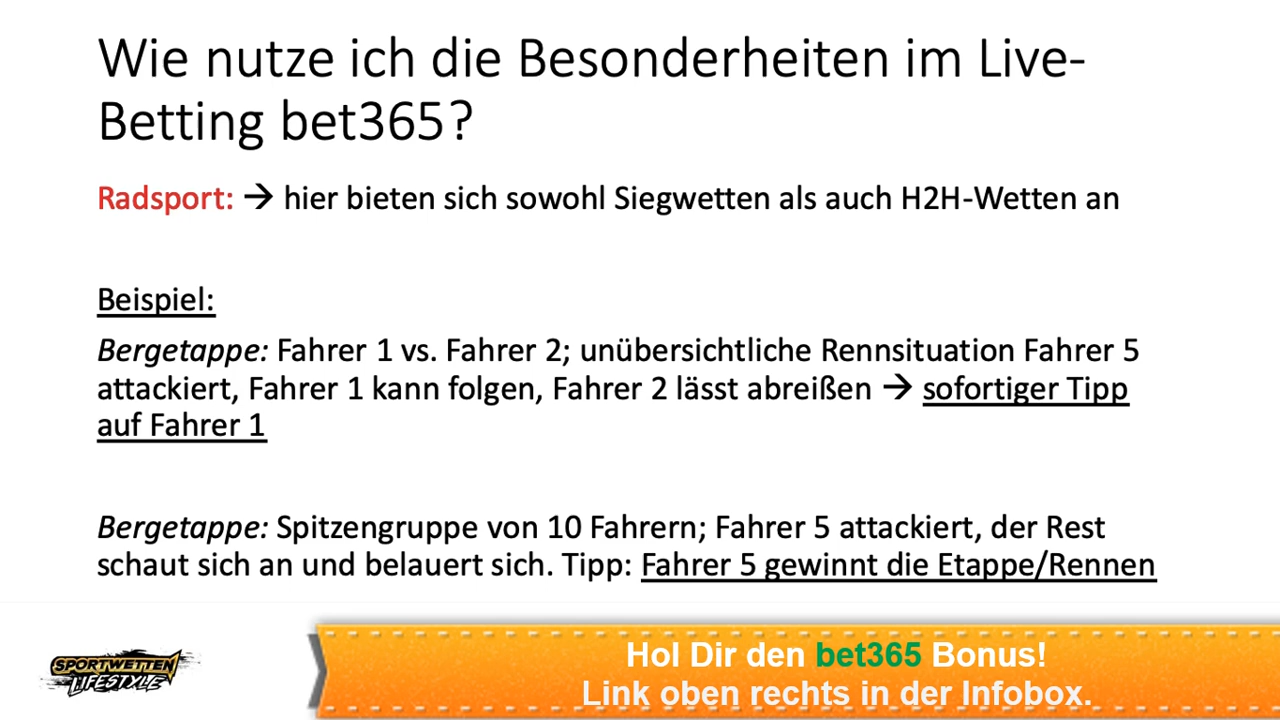 Wie nutze ich die Besonderheiten im Live-
Betting bet365?
Radsport: → hier bieten sich sowohl Siegwetten als auch H2H-Wetten an
Beispiel:
Bergetappe: Fahrer 1 vs. Fahrer 2; unübersichtliche Rennsituation Fahrer 5
attackiert, Fahrer 1 kann folgen, Fahrer 2 lässt abreißen → sofortiger Tipp
auf Fahrer 1
Bergetappe: Spitzengruppe von 10 Fahrern; Fahrer 5 attackiert, der Rest
schaut sich an und belauert sich. Tipp: Fahrer 5 gewinnt die Etappe/Rennen
SPORTWETTEN
LIFESTYLE
Hol Dir den bet365 Bonus!
Link oben rechts in der Infobox.